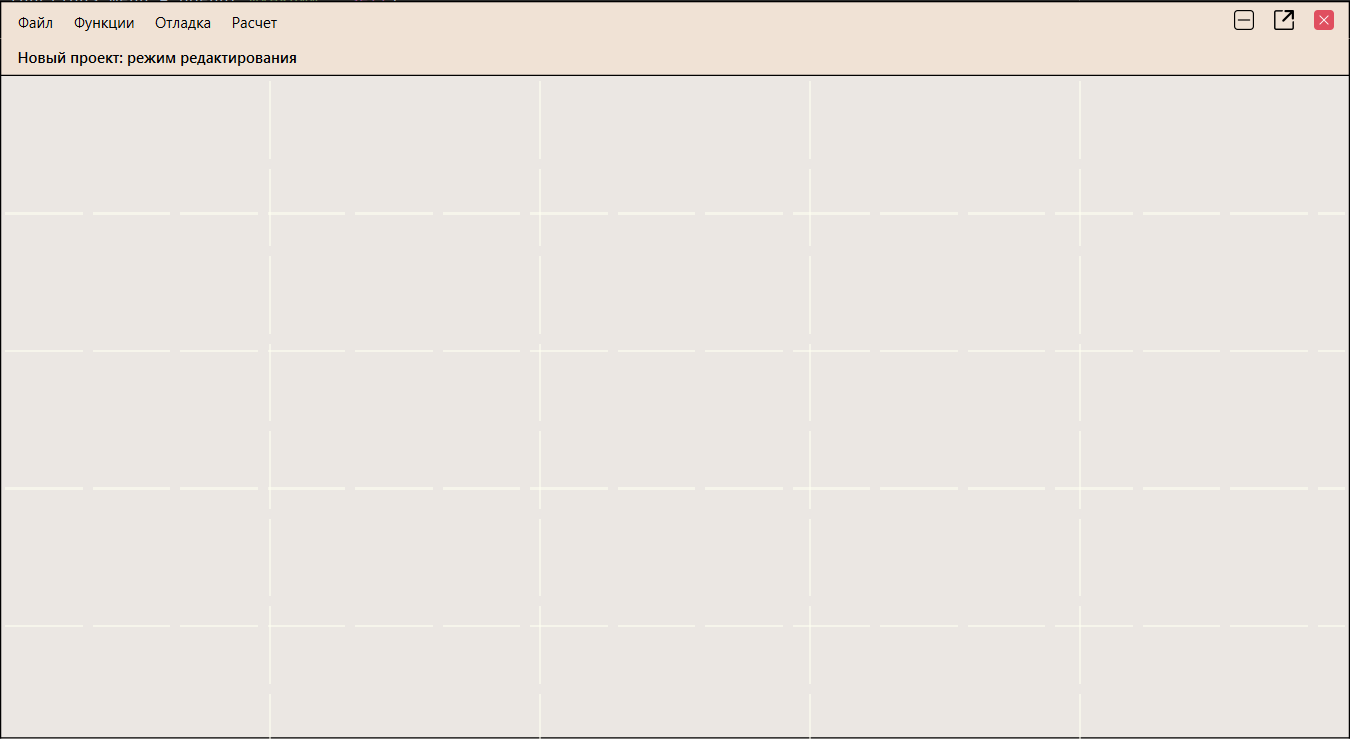 Файл Функции Отладка Расчет
Новый проект: режим редактирования